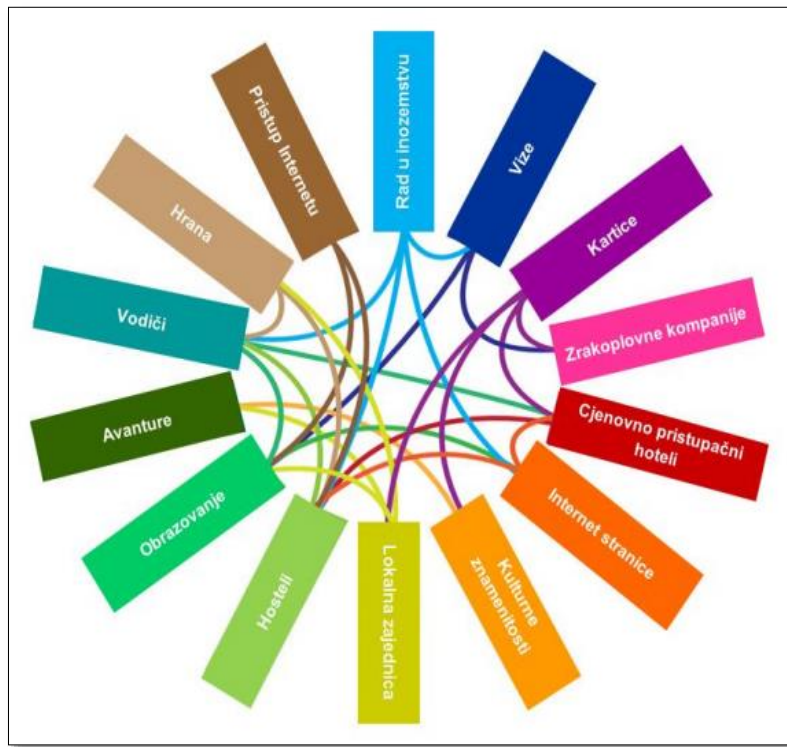 Rad u inozemstvu
Vize
Kartice
Zrakoplovne kompanije
Cjenovno pristupačni
hoteli
Internet stranice
Kulturne
znamenitosti
Lokalna zajednica
Hosteli
Obrazovanje
Avanture
Vodiči
Hrana
Pristup Internetu